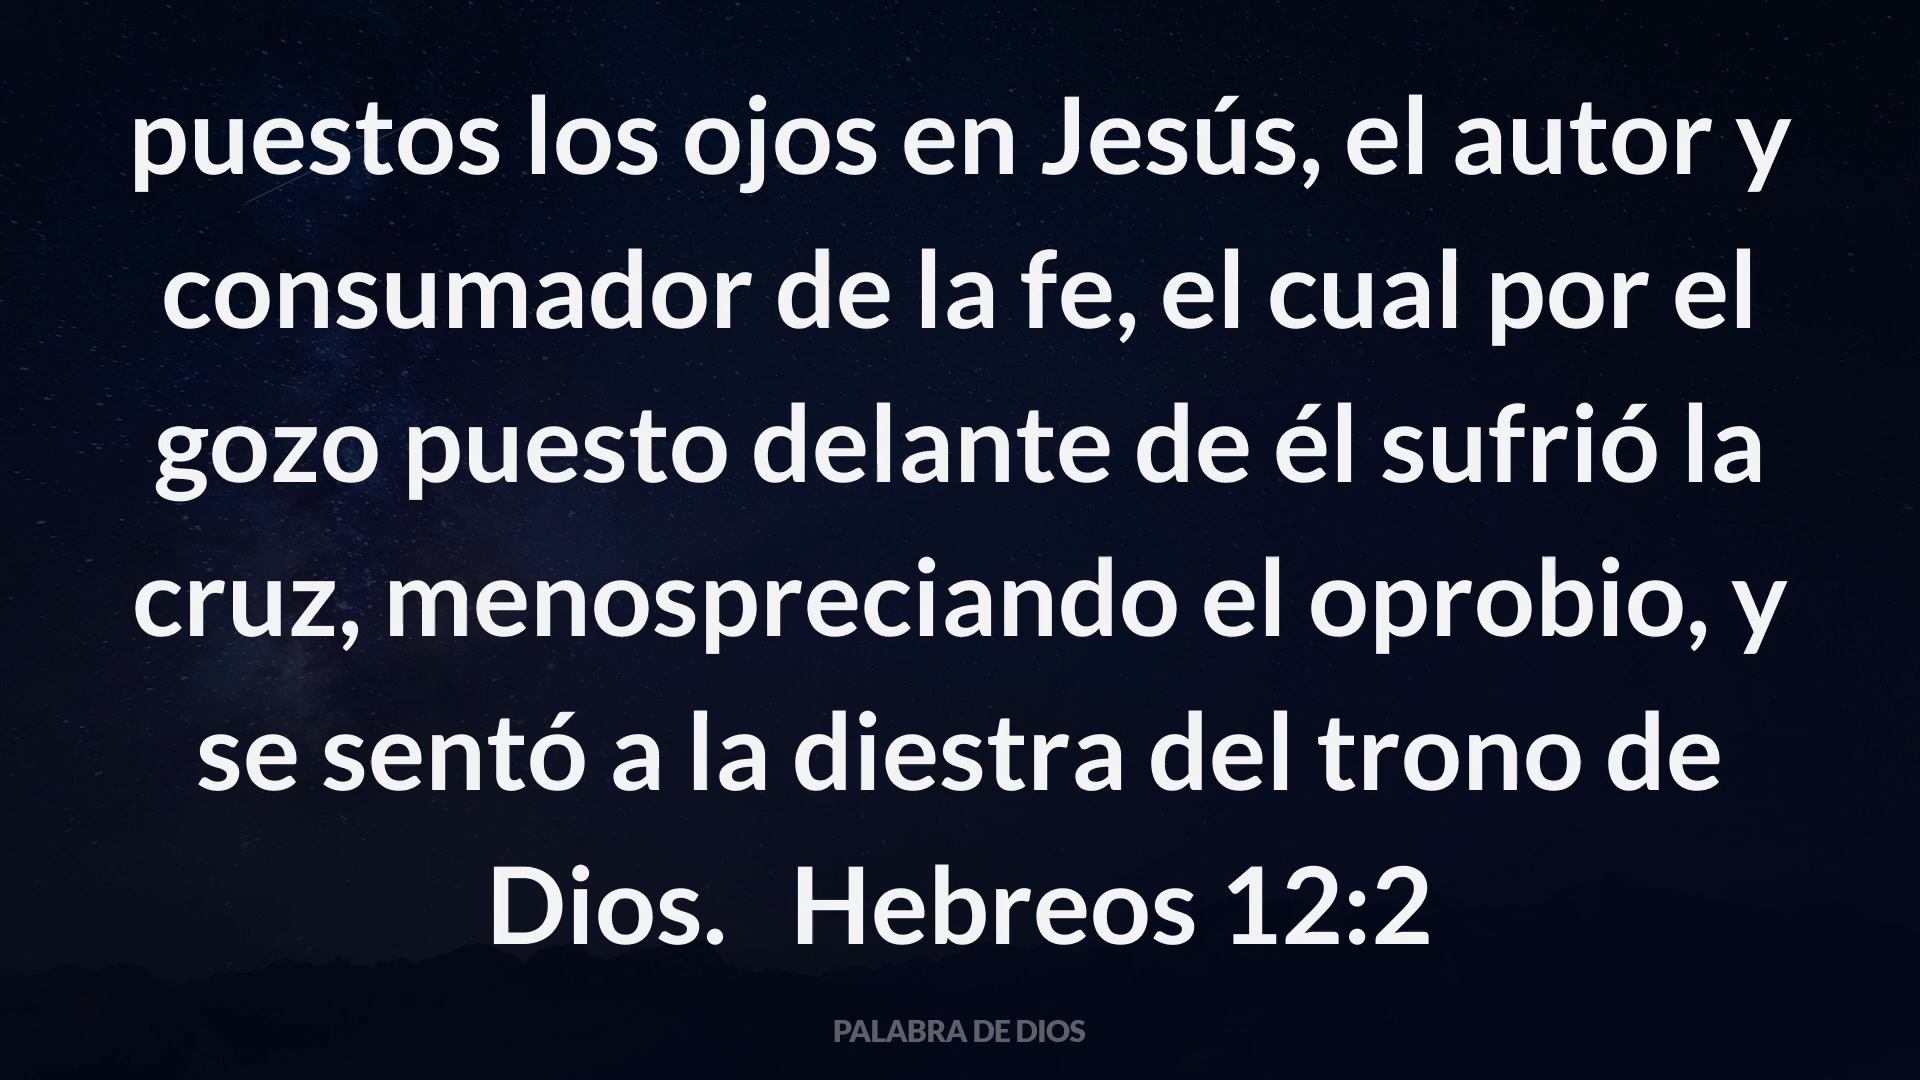 puestos los ojos en Jesús, el autor y
consumador de la fe, el cual por el
gozo puesto delante de él sufrió la
cruz, menospreciando el oprobio, y
se sentó a la diestra del trono de
Dios.   Hebreos 12:2
PALABRA DE DIOS